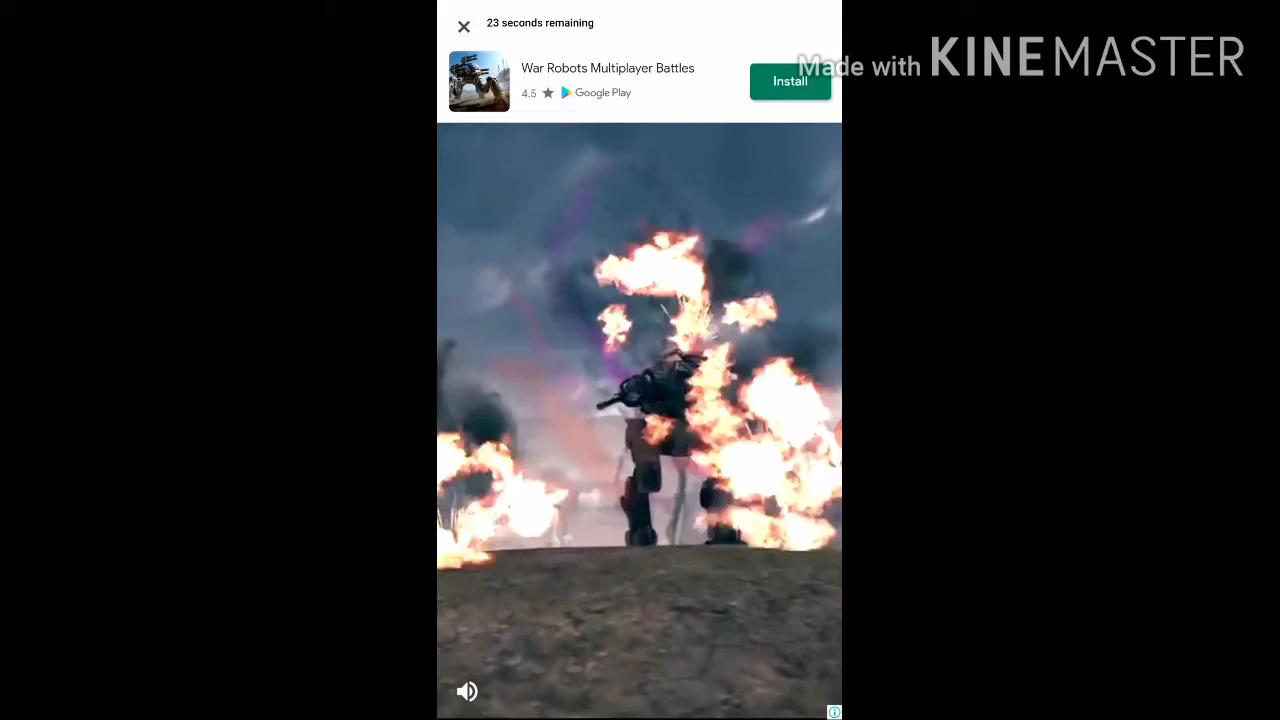 23 seconds remaining
War Robots Multiplayer Battles
4.5 ★ Google Play
Install
Made with KINEMASTER